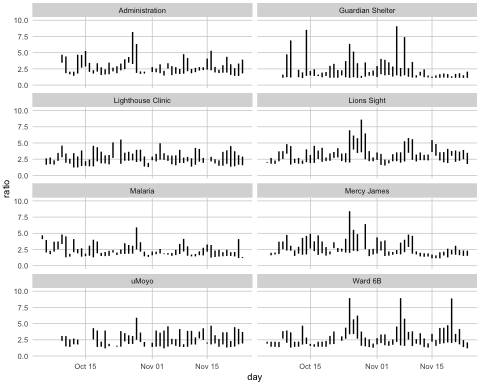 Administration
Guardian Shelter
10.0
7.5
5.0
2.5
0.0
Lighthouse Clinic
Lions Sight
10.0
7.5
5.0
2.5
0.0
ratio
Malaria
Mercy James
10.0
7.5
5.0
2.5
0.0
uMoyo
Ward 6B
10.0
7.5
5.0
2.5
0.0
Oct 15
Nov 01
Nov 15
Oct 15
Nov 01
Nov 15
day